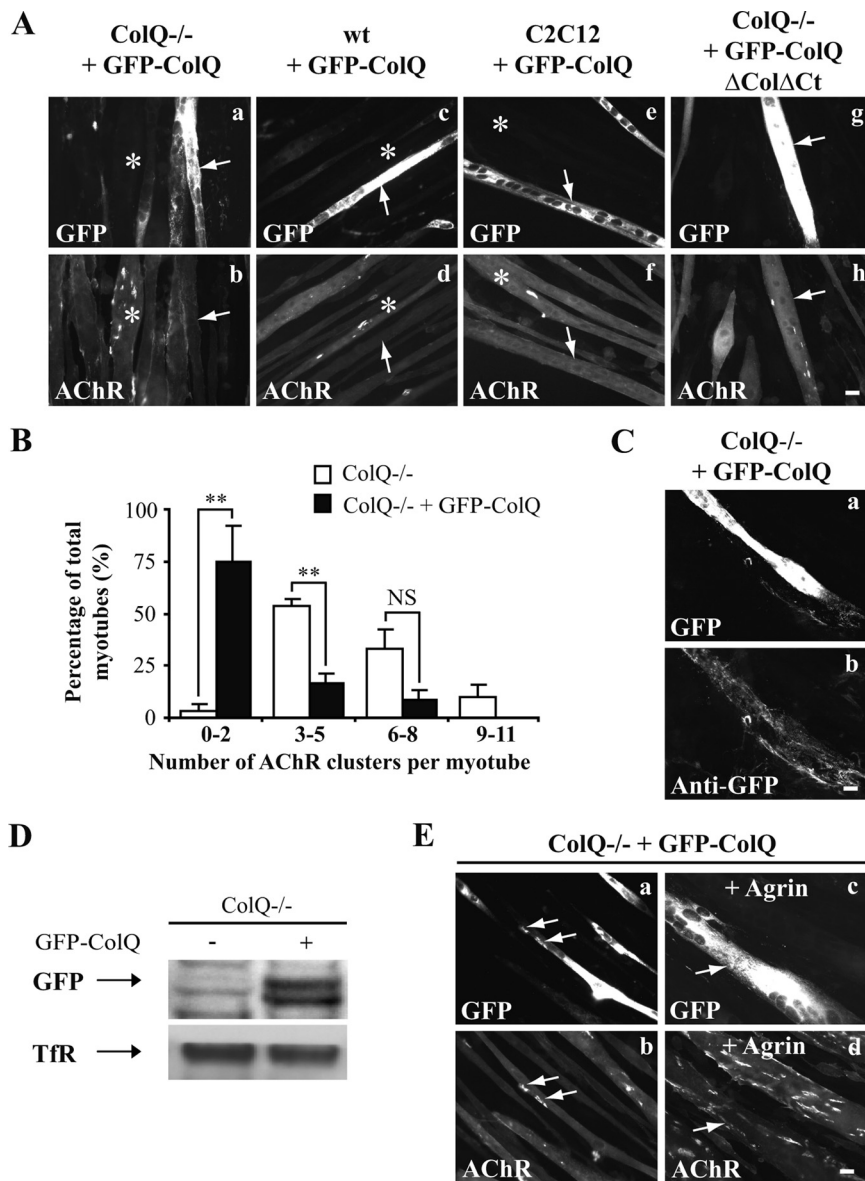 A
ColQ-/-
+ GFP-ColQ
wt
+ GFP-ColQ
C2C12
+ GFP-ColQ
ColQ-/-
+ GFP-ColQ
ΔColΔCt
a
*
GFP
c
*
GFP
e
*
GFP
g
GFP
b
*
AChR
d
*
AChR
f
*
AChR
h
AChR
B
ColQ-/-
ColQ-/- + GFP-ColQ
Percentage of total
myotubes (%)
100
75
50
25
0
**
**
NS
0-2 3-5 6-8 9-11
Number of AChR clusters per myotube
C
ColQ-/-
+ GFP-ColQ
a
GFP
b
Anti-GFP
D
ColQ-/-
GFP-ColQ - +
GFP
TfR
E
ColQ-/- + GFP-ColQ
a
GFP
+ Agrin c
GFP
b
AChR
+ Agrin d
AChR